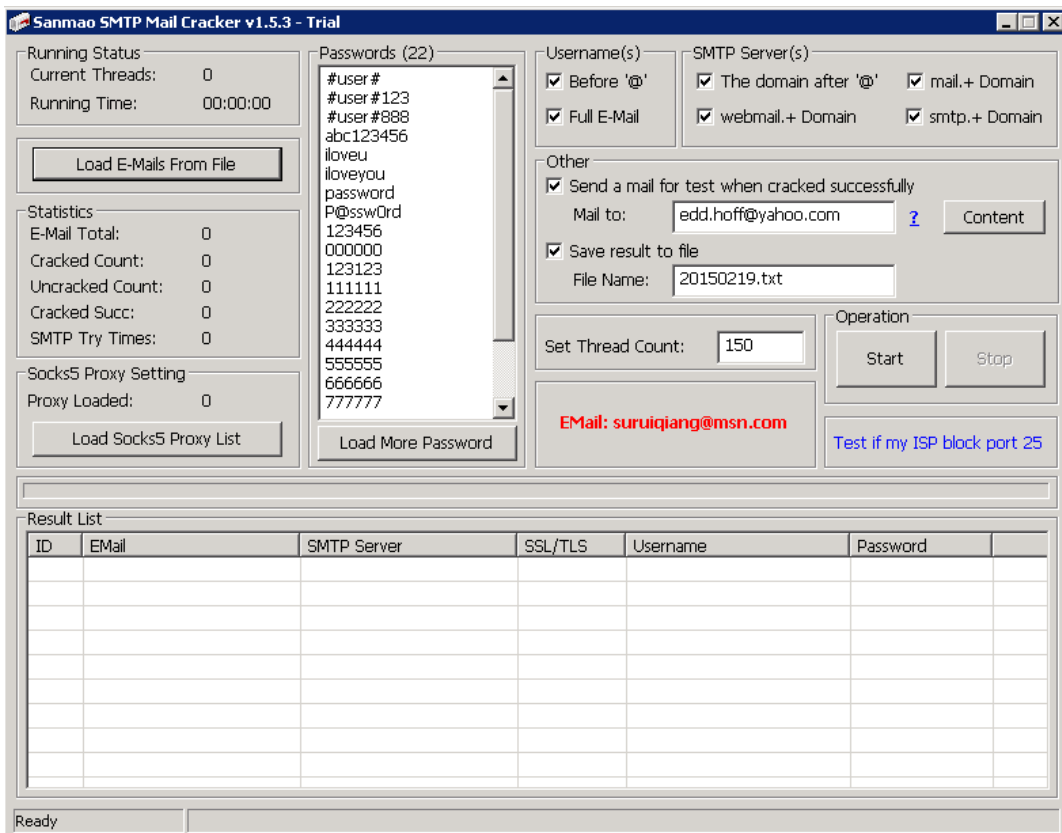 Sanmao SMTP Mail Cracker v1.5.3 - Trial
Running Status
Current Threads: 0
Running Time: 00:00:00
Load E-Mails From File
Statistics
E-Mail Total: 0
Cracked Count: 0
Uncracked Count: 0
Cracked Succ: 0
SMTP Try Times: 0
Socks5 Proxy Setting
Proxy Loaded: 0
Load Socks5 Proxy List
Passwords (22)
#user#
#user#123
#user#888
abc123456
iloveu
iloveyou
password
P@ssw0rd
123456
000000
123123
111111
222222
333333
444444
555555
666666
777777
Load More Password
Username(s)
Before '@'
Full E-Mail
SMTP Server(s)
The domain after '@' mail.+ Domain
webmail.+ Domain smtp.+ Domain
Other
Send a mail for test when cracked successfully
Mail to: edd.hoff@yahoo.com ? Content
Save result to file
File Name: 20150219.txt
Set Thread Count: 150
Operation
Start Stop
EMail: suruiqiang@msn.com
Test if my ISP block port 25
Result List
ID EMail SMTP Server SSL/TLS Username Password
Ready